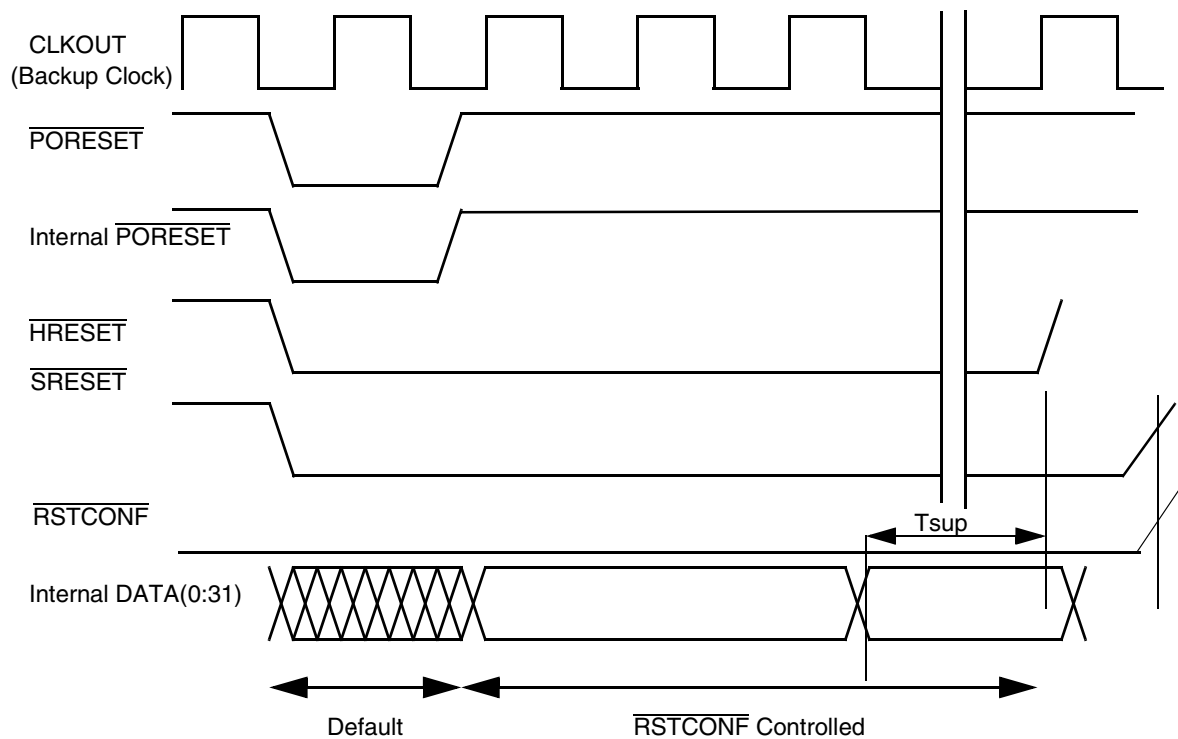 CLKOUT
(Backup Clock)
PORESET
Internal PORESET
HRESET
SRESET
RSTCONF
Tsup
Internal DATA(0:31)
Default
RSTCONF Controlled